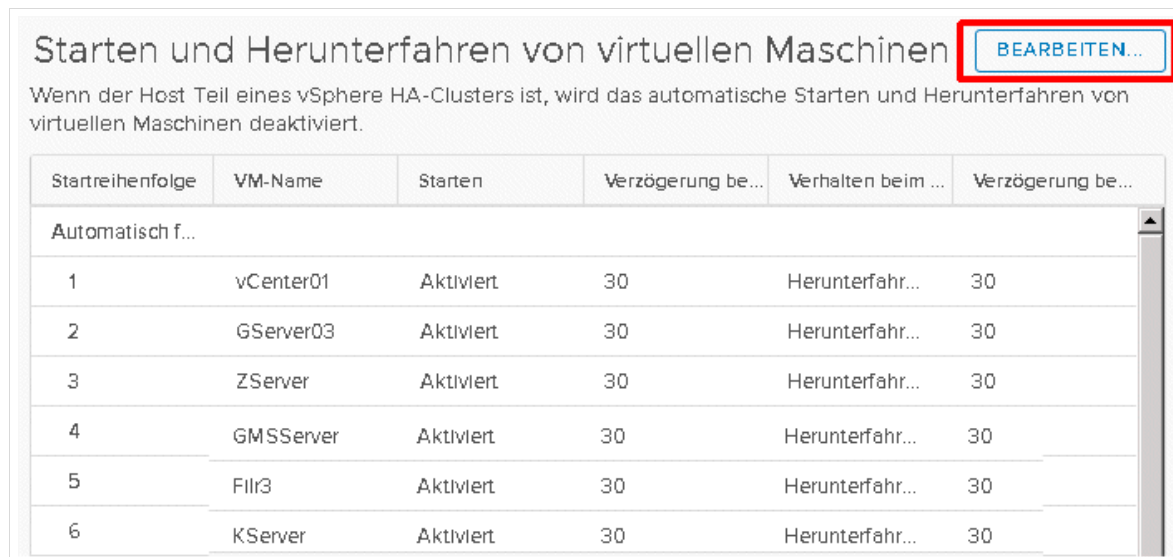 Starten und Herunterfahren von virtuellen Maschinen BEARBEITEN...
Wenn der Host Teil eines vSphere HA-Clusters ist, wird das automatische Starten und Herunterfahren von
virtuellen Maschinen deaktiviert.
Startreihenfolge VM-Name Starten Verzögerung be... Verhalten beim ... Verzögerung be...
Automatisch f...
1 vCenter01 Aktiviert 30 Herunterfahr... 30
2 GServer03 Aktiviert 30 Herunterfahr... 30
3 ZServer Aktiviert 30 Herunterfahr... 30
4 GMSServer Aktiviert 30 Herunterfahr... 30
5 Filr3 Aktiviert 30 Herunterfahr... 30
6 KServer Aktiviert 30 Herunterfahr... 30